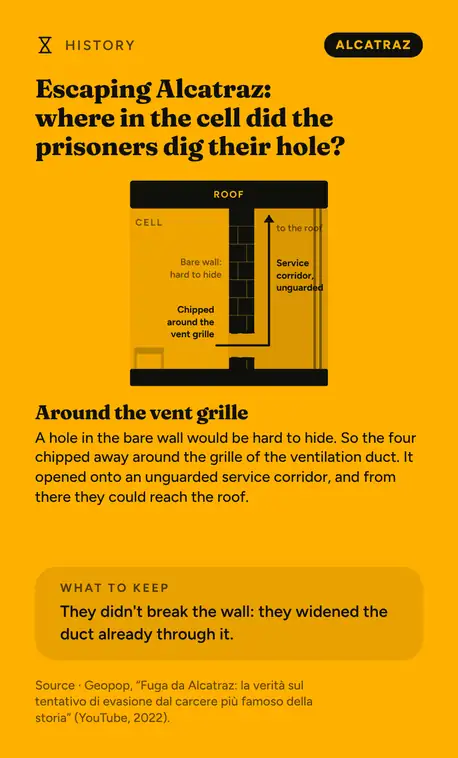 HISTORY
ALCATRAZ
Escaping Alcatraz:
where in the cell did the
prisoners dig their hole?
ROOF
CELL
to the roof
Bare wall:
hard to hide
Service
corridor,
unguarded
Chipped
around the
vent grille
Around the vent grille
A hole in the bare wall would be hard to hide. So the four
chipped away around the grille of the ventilation duct. It
opened onto an unguarded service corridor, and from
there they could reach the roof.
WHAT TO KEEP
They didn't break the wall: they widened the
duct already through it.
Source · Geopop, “Fuga da Alcatraz: la verità sul
tentativo di evasione dal carcere più famoso della
storia” (YouTube, 2022).